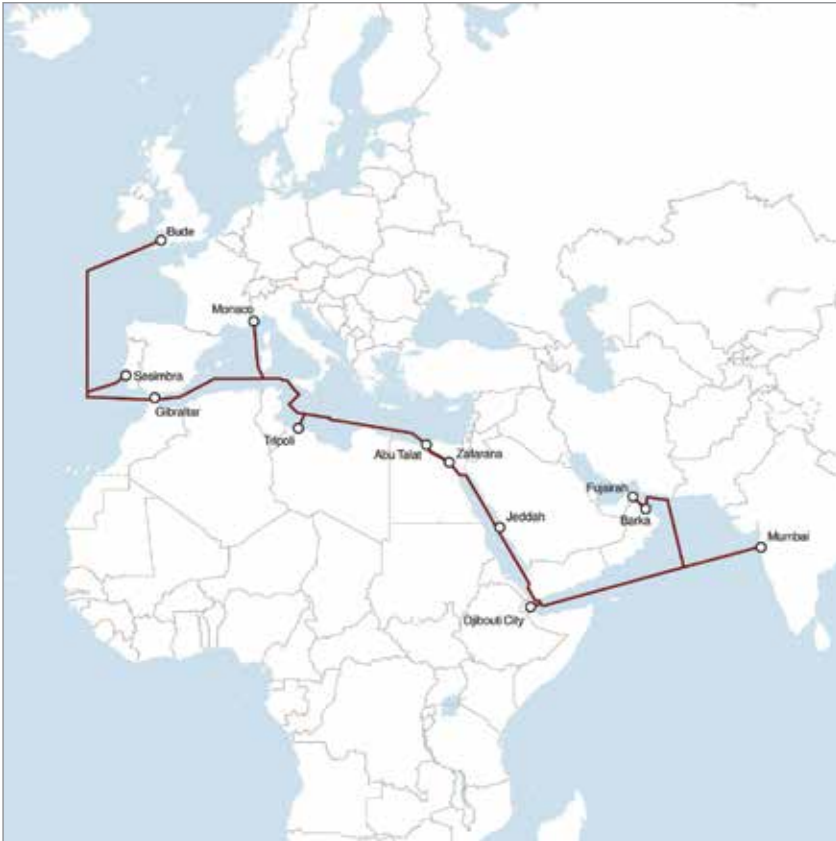 Bude
Monaco
Sesimbra
Gibraltar
Tripoli
Abu Talat
Zafarana
Fujairah
Barka
Jeddah
Mumbai
Djibouti City